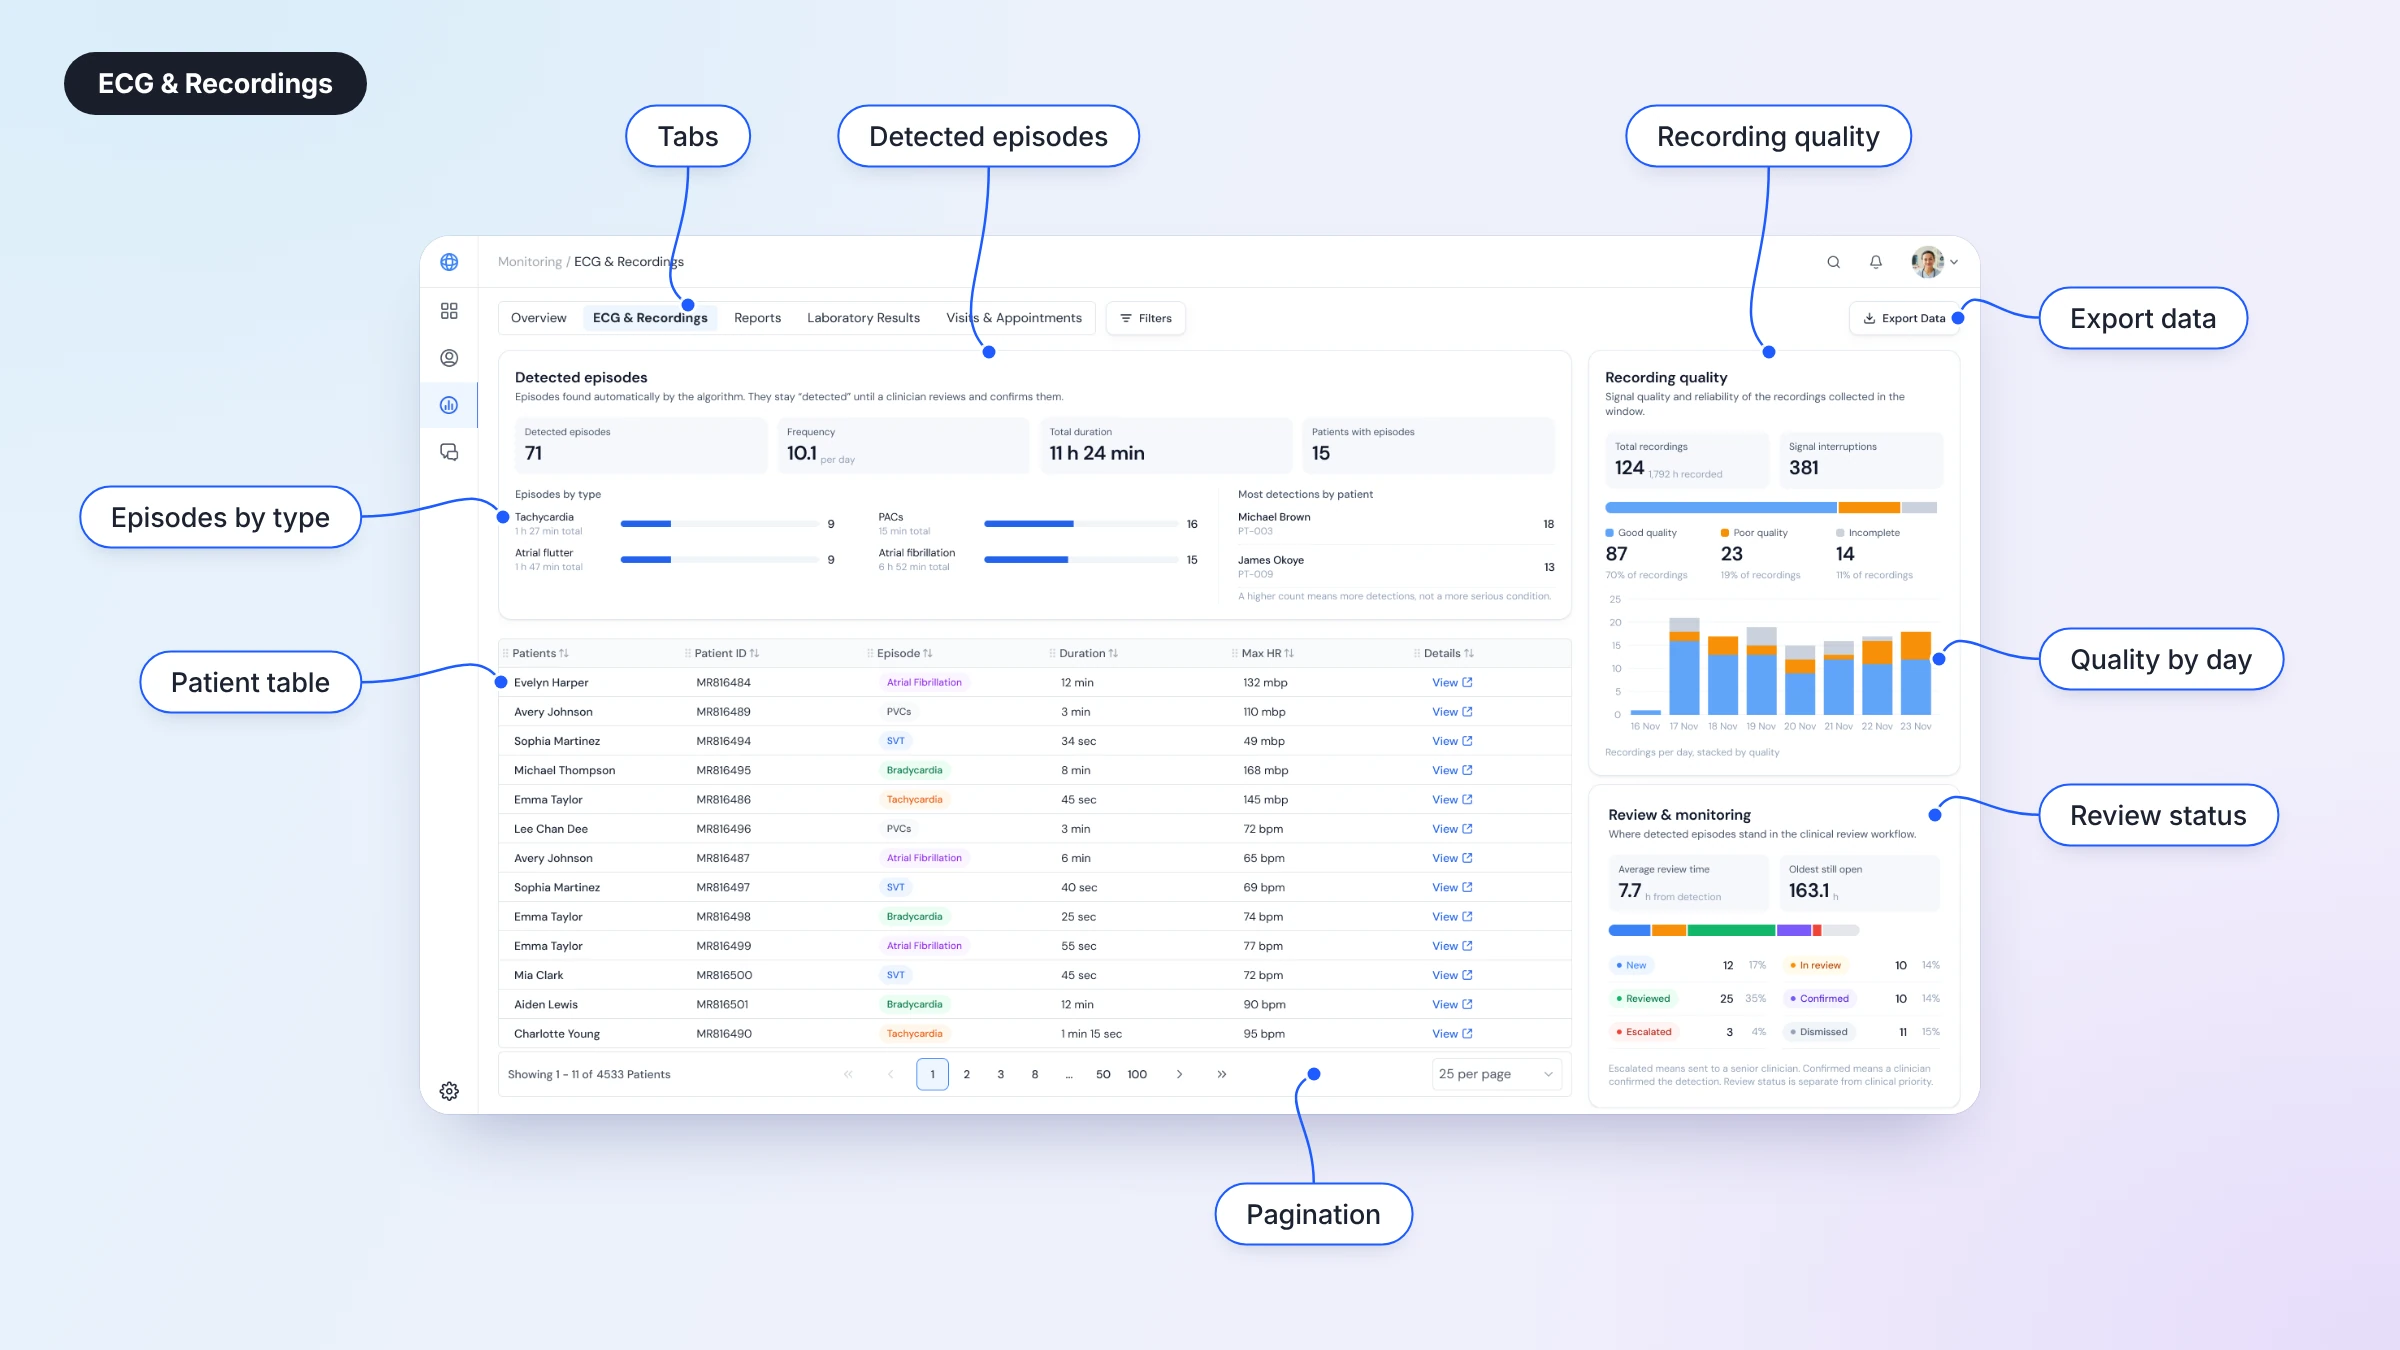 ECG & Recordings
Tabs
Detected episodes
Recording quality
Export data
Episodes by type
Patient table
Quality by day
Review status
Pagination
Monitoring / ECG & Recordings
Overview
ECG & Recordings
Reports
Laboratory Results
Visits & Appointments
Filters
Export Data
Detected episodes
Episodes found automatically by the algorithm. They stay “detected” until a clinician reviews and confirms them.
Detected episodes
71
Frequency
10.1 per day
Total duration
11 h 24 min
Patients with episodes
15
Episodes by type
Tachycardia
1 h 27 min total
9
PACs
15 min total
16
Atrial flutter
1 h 47 min total
9
Atrial fibrillation
6 h 52 min total
15
Most detections by patient
Michael Brown
PT-003
18
James Okoye
PT-009
13
A higher count means more detections, not a more serious condition.
Patients Patient ID Episode Duration Max HR Details
Evelyn Harper MR816484 Atrial Fibrillation 12 min 132 mbp View
Avery Johnson MR816489 PVCs 3 min 110 mbp View
Sophia Martinez MR816494 SVT 34 sec 49 mbp View
Michael Thompson MR816495 Bradycardia 8 min 168 mbp View
Emma Taylor MR816486 Tachycardia 45 sec 145 mbp View
Lee Chan Dee MR816496 PVCs 3 min 72 bpm View
Avery Johnson MR816487 Atrial Fibrillation 6 min 65 bpm View
Sophia Martinez MR816497 SVT 40 sec 69 bpm View
Emma Taylor MR816498 Bradycardia 25 sec 74 bpm View
Emma Taylor MR816499 Atrial Fibrillation 55 sec 77 bpm View
Mia Clark MR816500 SVT 45 sec 72 bpm View
Aiden Lewis MR816501 Bradycardia 12 min 90 bpm View
Charlotte Young MR816490 Tachycardia 1 min 15 sec 95 bpm View
Showing 1 - 11 of 4533 Patients
« ‹ 1 2 3 8 ... 50 100 › »
25 per page
Recording quality
Signal quality and reliability of the recordings collected in the
window.
Total recordings
124 1,792 h recorded
Signal interruptions
381
Good quality
87
70% of recordings
Poor quality
23
19% of recordings
Incomplete
14
11% of recordings
25
20
15
10
5
0
16 Nov 17 Nov 18 Nov 19 Nov 20 Nov 21 Nov 22 Nov 23 Nov
Recordings per day, stacked by quality
Review & monitoring
Where detected episodes stand in the clinical review workflow.
Average review time
7.7 h from detection
Oldest still open
163.1 h
New 12 17%
In review 10 14%
Reviewed 25 35%
Confirmed 10 14%
Escalated 3 4%
Dismissed 11 15%
Escalated means sent to a senior clinician. Confirmed means a clinician
confirmed the detection. Review status is separate from clinical priority.